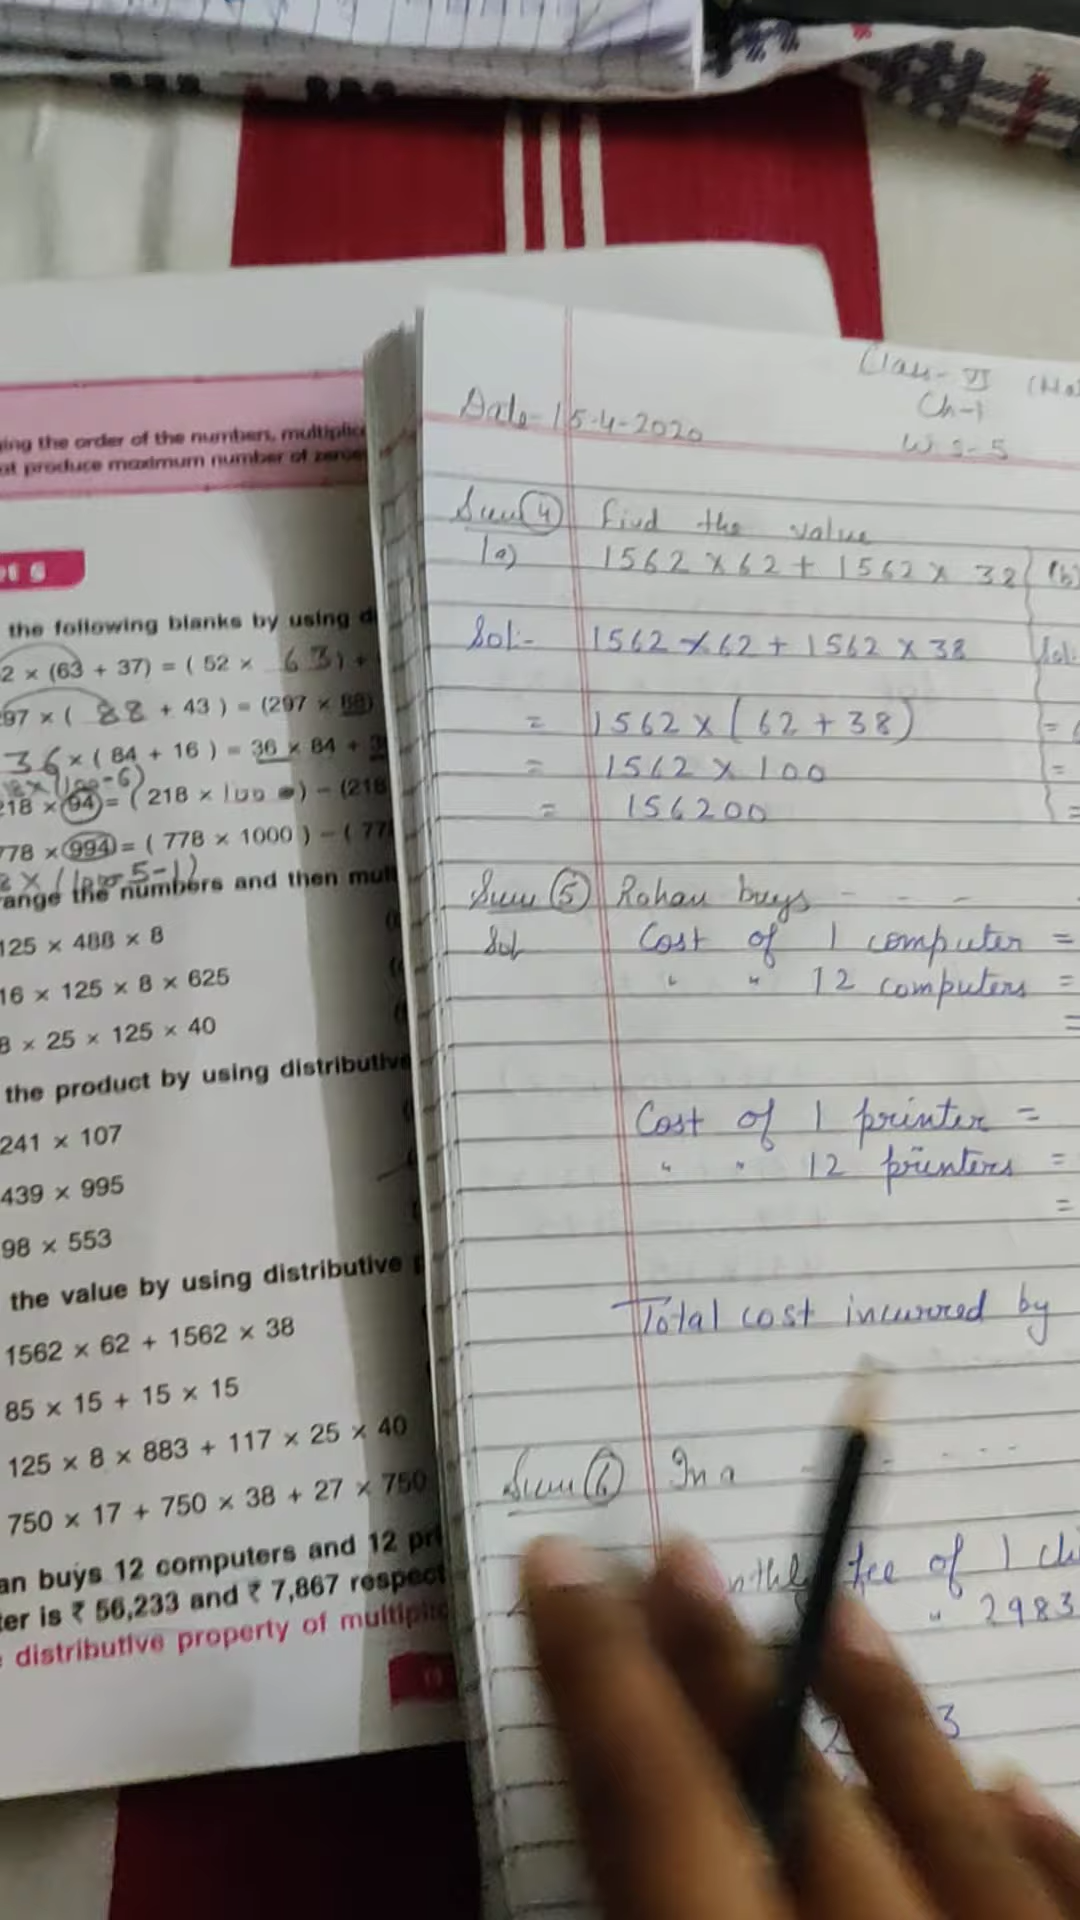 ing the order of the numbers,
at produce maximum number of
the following blanks by using
2 × (63 + 37) = ( 52 × 63) +
97 × ( 88 + 43 ) = (297 × 88)
36 × ( 84 + 16 ) = 36 × 84 +
218 × 94 = ( 218 × 100 ) − (218
778 × 994 = ( 778 × 1000 ) − ( 77
ange the numbers and then mul
125 × 488 × 8
16 × 125 × 8 × 625
8 × 25 × 125 × 40
the product by using distributive
241 × 107
439 × 995
98 × 553
the value by using distributive
1562 × 62 + 1562 × 38
85 × 15 + 15 × 15
125 × 8 × 883 + 117 × 25 × 40
750 × 17 + 750 × 38 + 27 × 750
an buys 12 computers and 12 pri
ter is ₹ 56,233 and ₹ 7,867 respect
distributive property of
Class - VI
Ch-1
W S-5
Date-15-4-2020
Sum 4 Find the value
(a) 1562 × 62 + 1562 × 38 (b)
Sol:- 1562 × 62 + 1562 × 38
= 1562 × (62 + 38)
= 1562 × 100
= 156200
Sum 5 Rohan buys - - -
Sol Cost of 1 computer =
" " 12 computers =
=
Cost of 1 printer =
" " 12 printers =
=
Total cost incurred by
Sum 6 In a
fee of 1
" 2983
3